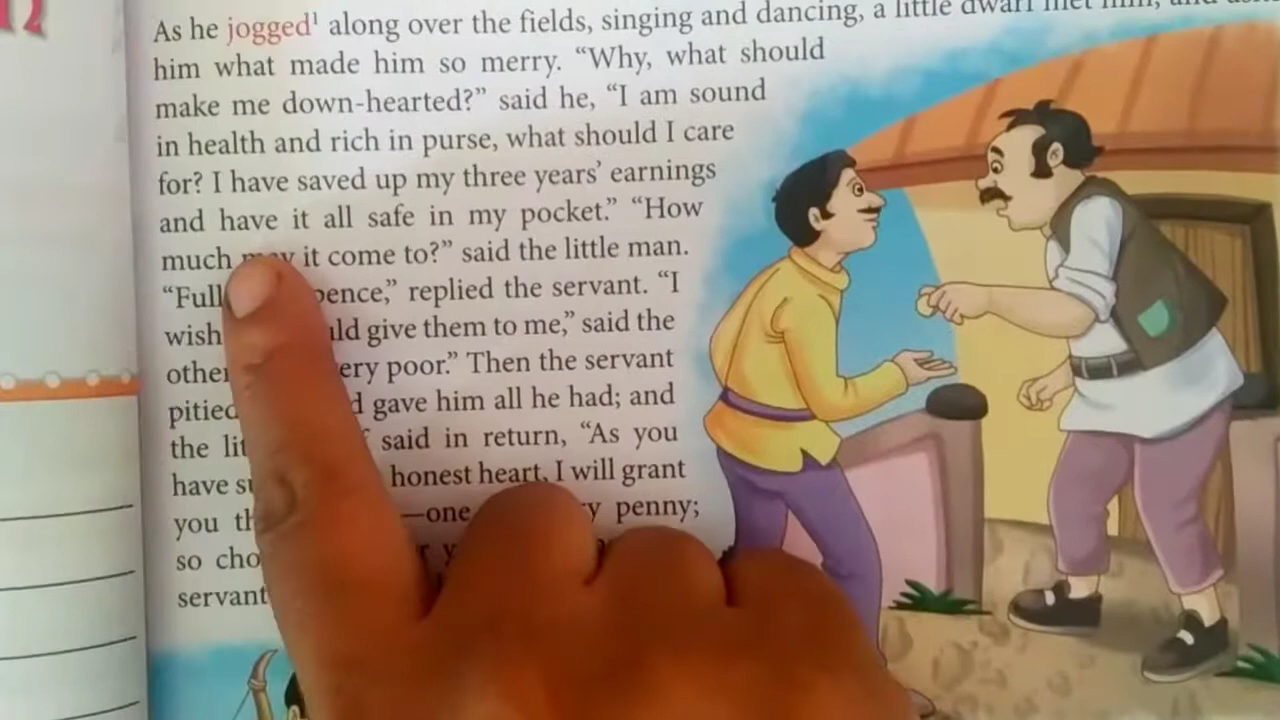 As he jogged¹ along over the fields, singing and dancing, a little dwarf met him, and
him what made him so merry. “Why, what should
make me down-hearted?” said he, “I am sound
in health and rich in purse, what should I care
for? I have saved up my three years’ earnings
and have it all safe in my pocket.” “How
much may it come to?” said the little man.
“Full pence,” replied the servant. “I
wish give them to me,” said the
other poor.” Then the servant
pitied gave him all he had; and
the said in return, “As you
have honest heart, I will grant
you —one penny;
so
servant